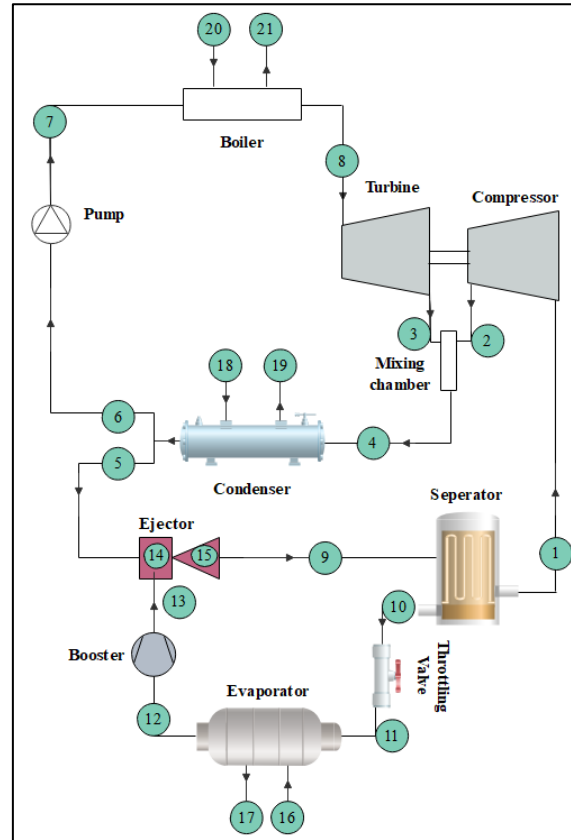 20
21
7
Boiler
8
Turbine
Compressor
Pump
3
2
Mixing
chamber
18
19
6
4
5
Condenser
Seperator
Ejector
14
15
9
1
13
10
Booster
Throttling
Valve
Evaporator
12
11
17
16